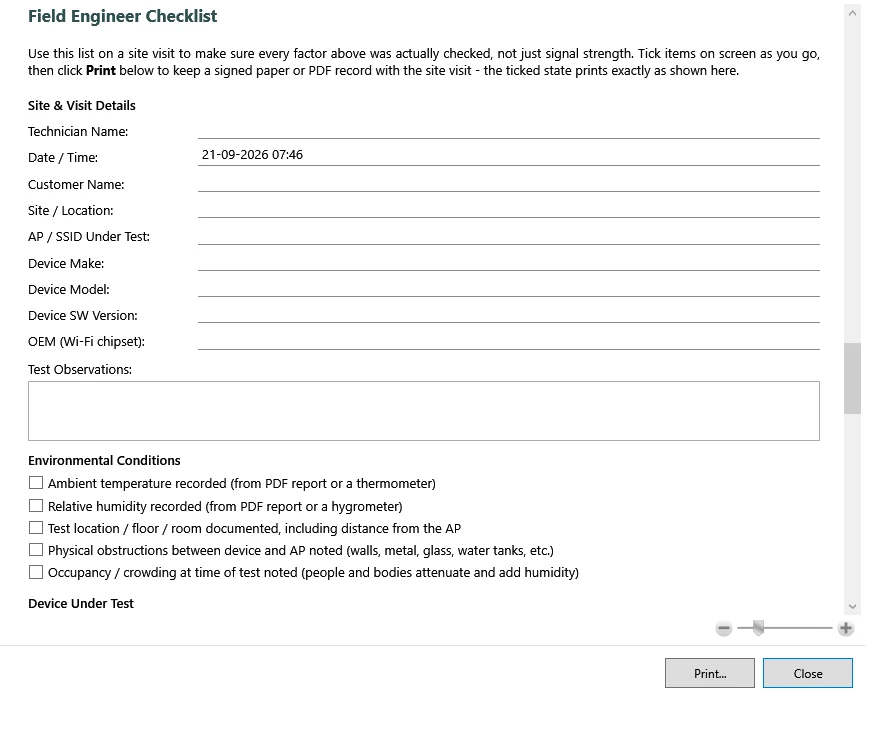 Field Engineer Checklist
Use this list on a site visit to make sure every factor above was actually checked, not just signal strength. Tick items on screen as you go,
then click Print below to keep a signed paper or PDF record with the site visit - the ticked state prints exactly as shown here.
Site & Visit Details
Technician Name:
Date / Time: 21-09-2026 07:46
Customer Name:
Site / Location:
AP / SSID Under Test:
Device Make:
Device Model:
Device SW Version:
OEM (Wi-Fi chipset):
Test Observations:
Environmental Conditions
Ambient temperature recorded (from PDF report or a thermometer)
Relative humidity recorded (from PDF report or a hygrometer)
Test location / floor / room documented, including distance from the AP
Physical obstructions between device and AP noted (walls, metal, glass, water tanks, etc.)
Occupancy / crowding at time of test noted (people and bodies attenuate and add humidity)
Device Under Test
Print... Close